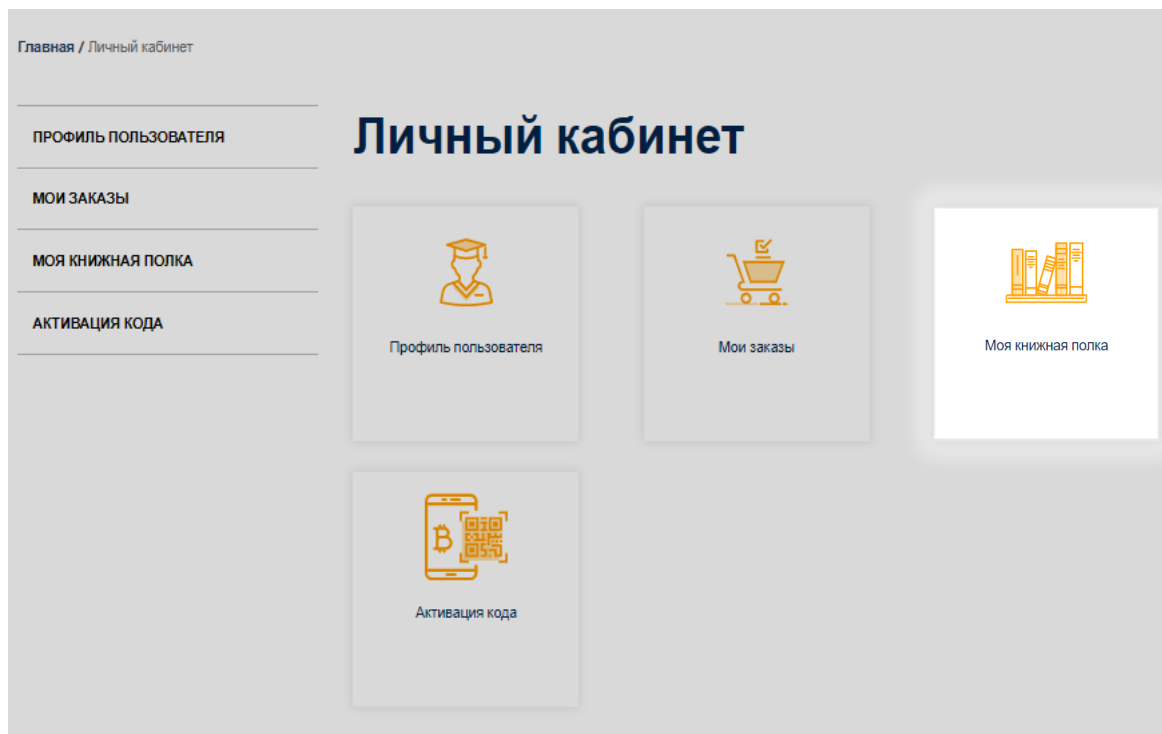 Главная / Личный кабинет
ПРОФИЛЬ ПОЛЬЗОВАТЕЛЯ
МОИ ЗАКАЗЫ
МОЯ КНИЖНАЯ ПОЛКА
АКТИВАЦИЯ КОДА
Личный кабинет
Профиль пользователя
Мои заказы
Моя книжная полка
Активация кода